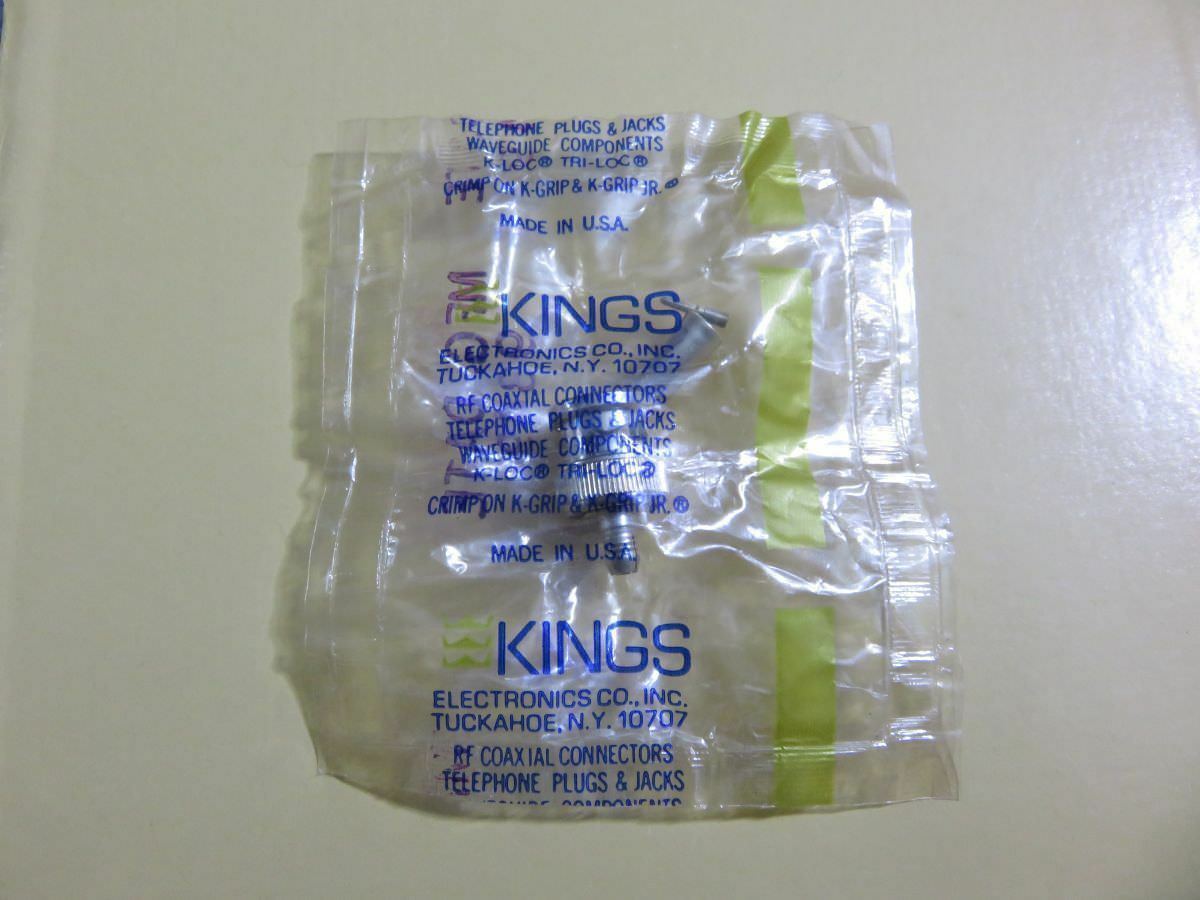 TELEPHONE PLUGS & JACKS
WAVEGUIDE COMPONENTS
K-LOC® TRI-LOC®
CRIMP ON K-GRIP & K-GRIP JR.®
MADE IN U.S.A.
KINGS
ELECTRONICS CO., INC.
TUCKAHOE, N.Y. 10707
RF COAXIAL CONNECTORS
TELEPHONE PLUGS & JACKS
WAVEGUIDE COMPONENTS
K-LOC® TRI-LOC®
CRIMP ON K-GRIP & K-GRIP JR.®
MADE IN U.S.A.
KINGS
ELECTRONICS CO., INC.
TUCKAHOE, N.Y. 10707
RF COAXIAL CONNECTORS
TELEPHONE PLUGS & JACKS
WAVEGUIDE COMPONENTS